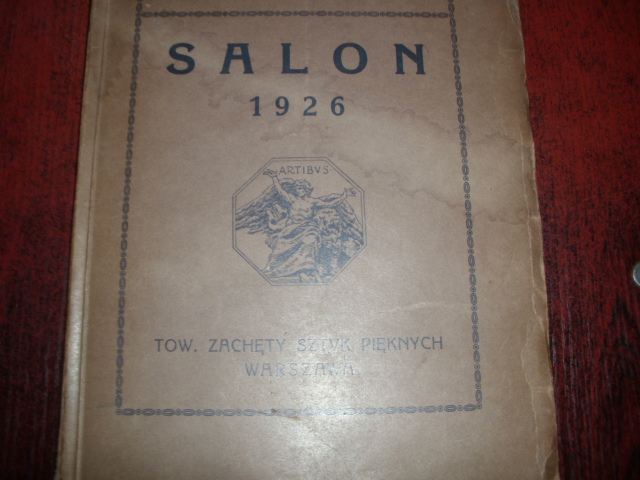 SALON
1926
ARTIBVS
TOW. ZACHĘTY SZTUK PIĘKNYCH
WARSZAWA.